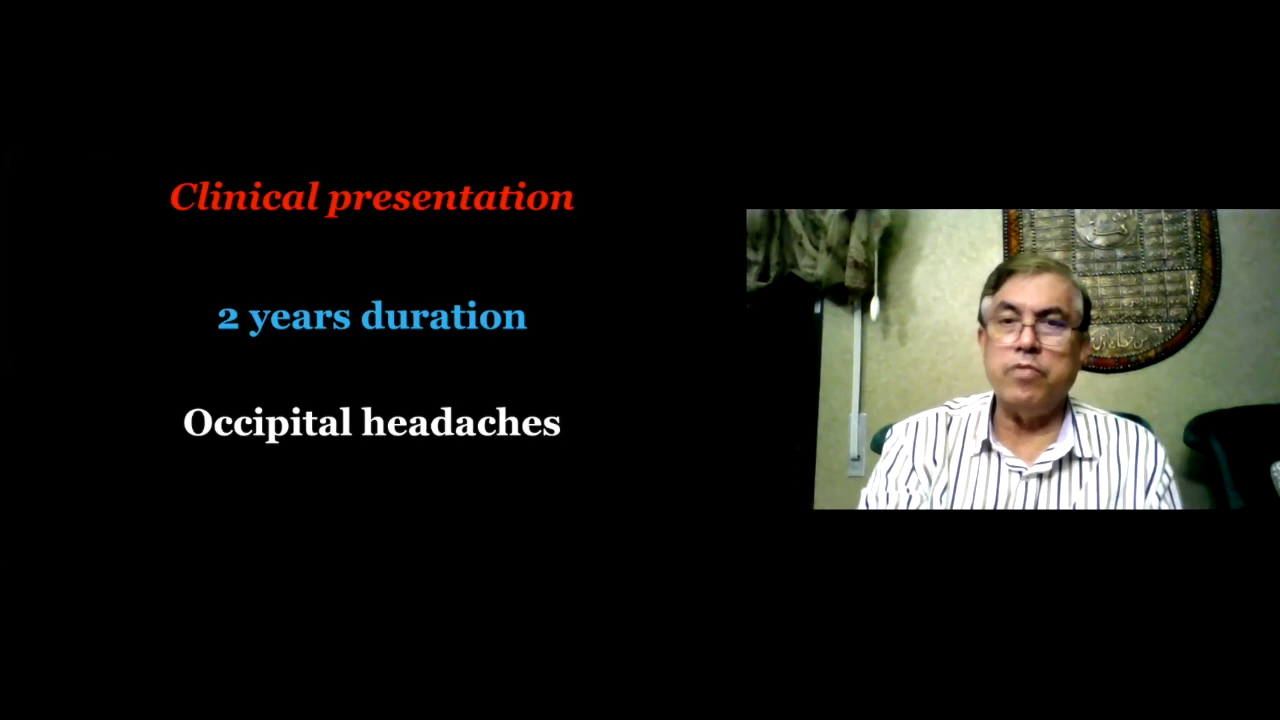 Clinical presentation
2 years duration
Occipital headaches